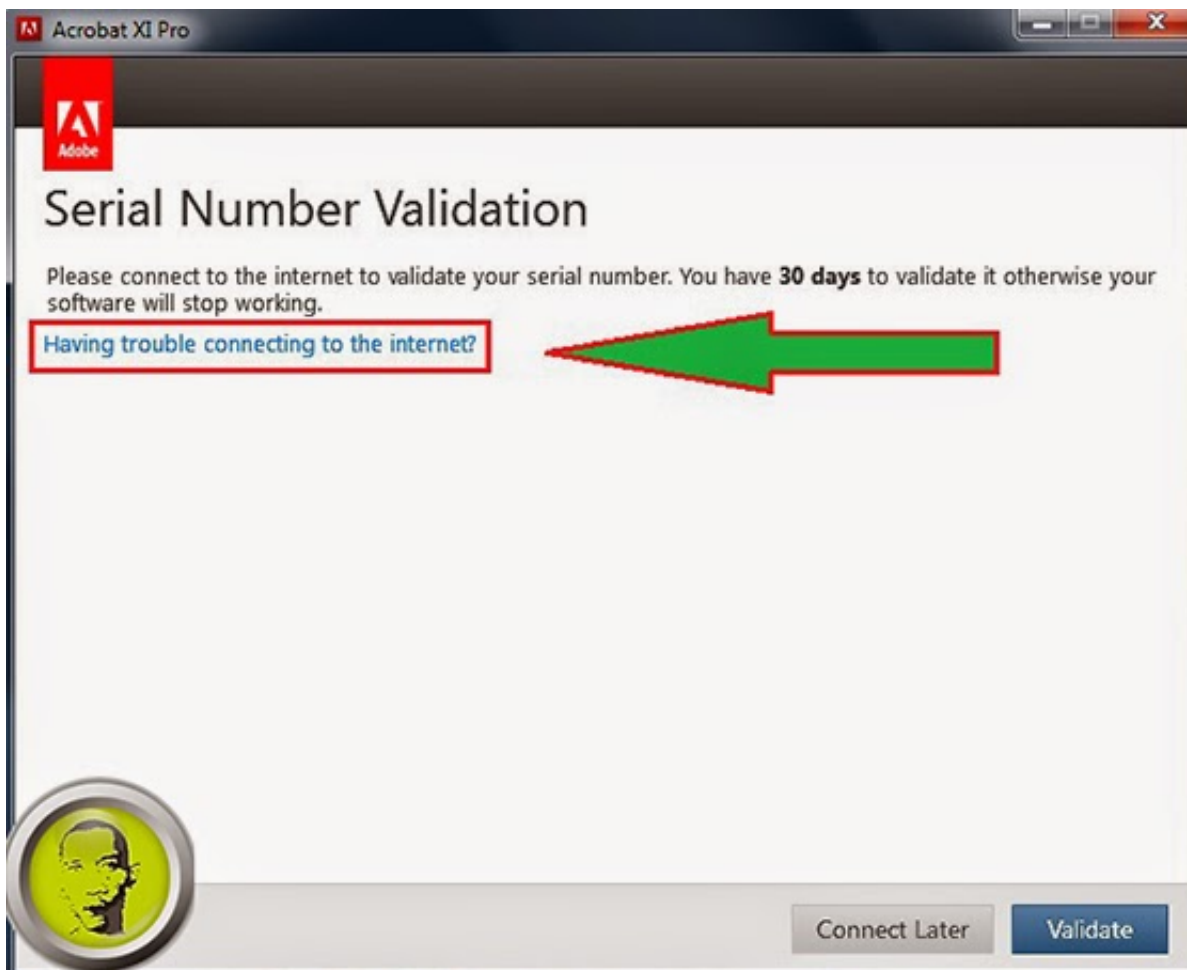 Acrobat XI Pro
Adobe
Serial Number Validation
Please connect to the internet to validate your serial number. You have 30 days to validate it otherwise your
software will stop working.
Having trouble connecting to the internet?
Connect Later
Validate